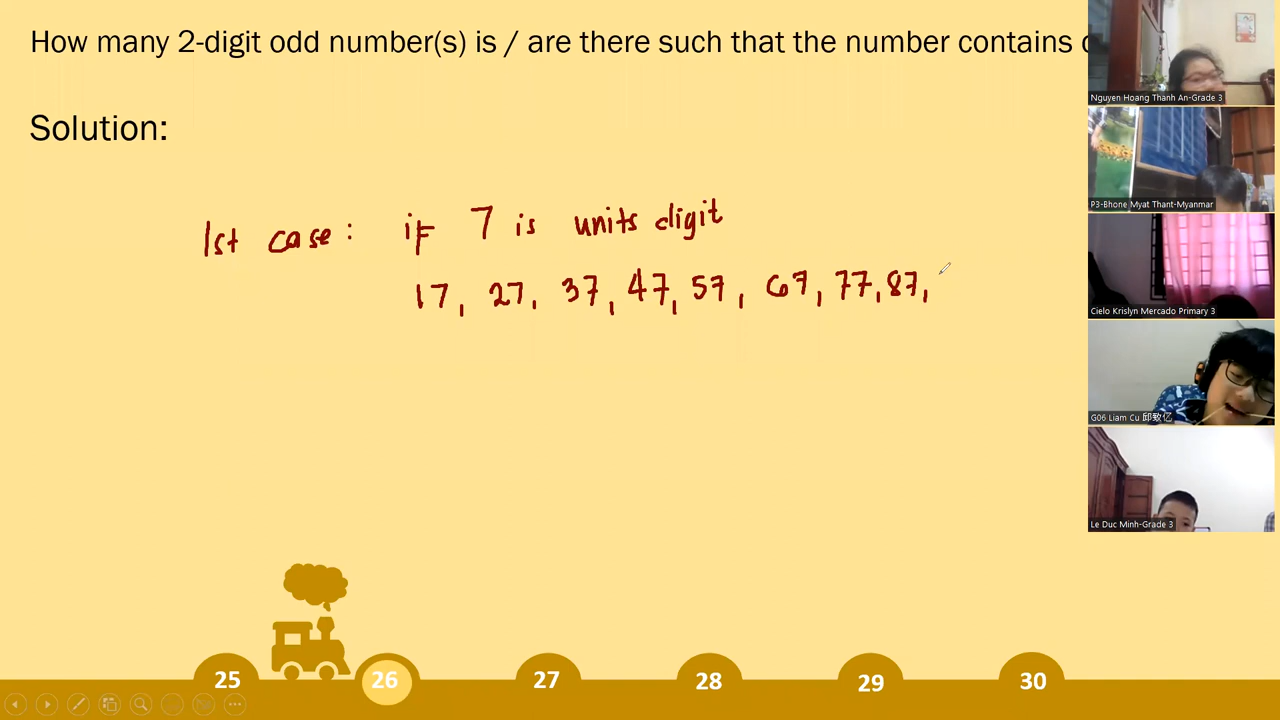 How many 2-digit odd number(s) is / are there such that the number contains
Solution:
1st case: if 7 is units digit
17, 27, 37, 47, 57, 67, 77, 87,
Nguyen Hoang Thanh An-Grade 3
P3-Bhone Myat Thant-Myanmar
Cielo Krislyn Mercado Primary 3
G06 Liam Cu 邱致亿
Le Duc Minh-Grade 3
25 26 27 28 29 30